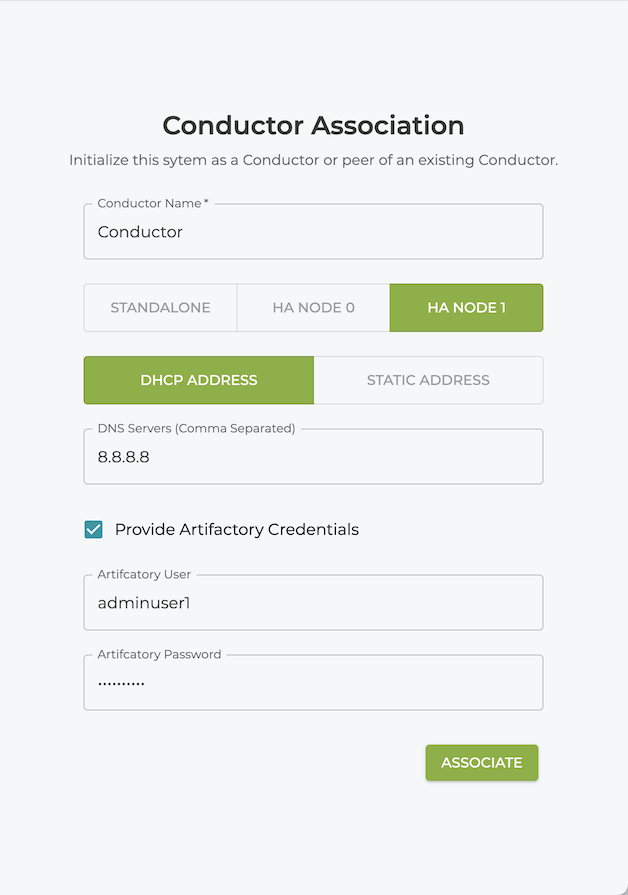 Conductor Association
Initialize this sytem as a Conductor or peer of an existing Conductor.
Conductor Name *
Conductor
STANDALONE HA NODE 0 HA NODE 1
DHCP ADDRESS STATIC ADDRESS
DNS Servers (Comma Separated)
8.8.8.8
Provide Artifactory Credentials
Artifcatory User
adminuser1
Artifcatory Password
••••••••••
ASSOCIATE